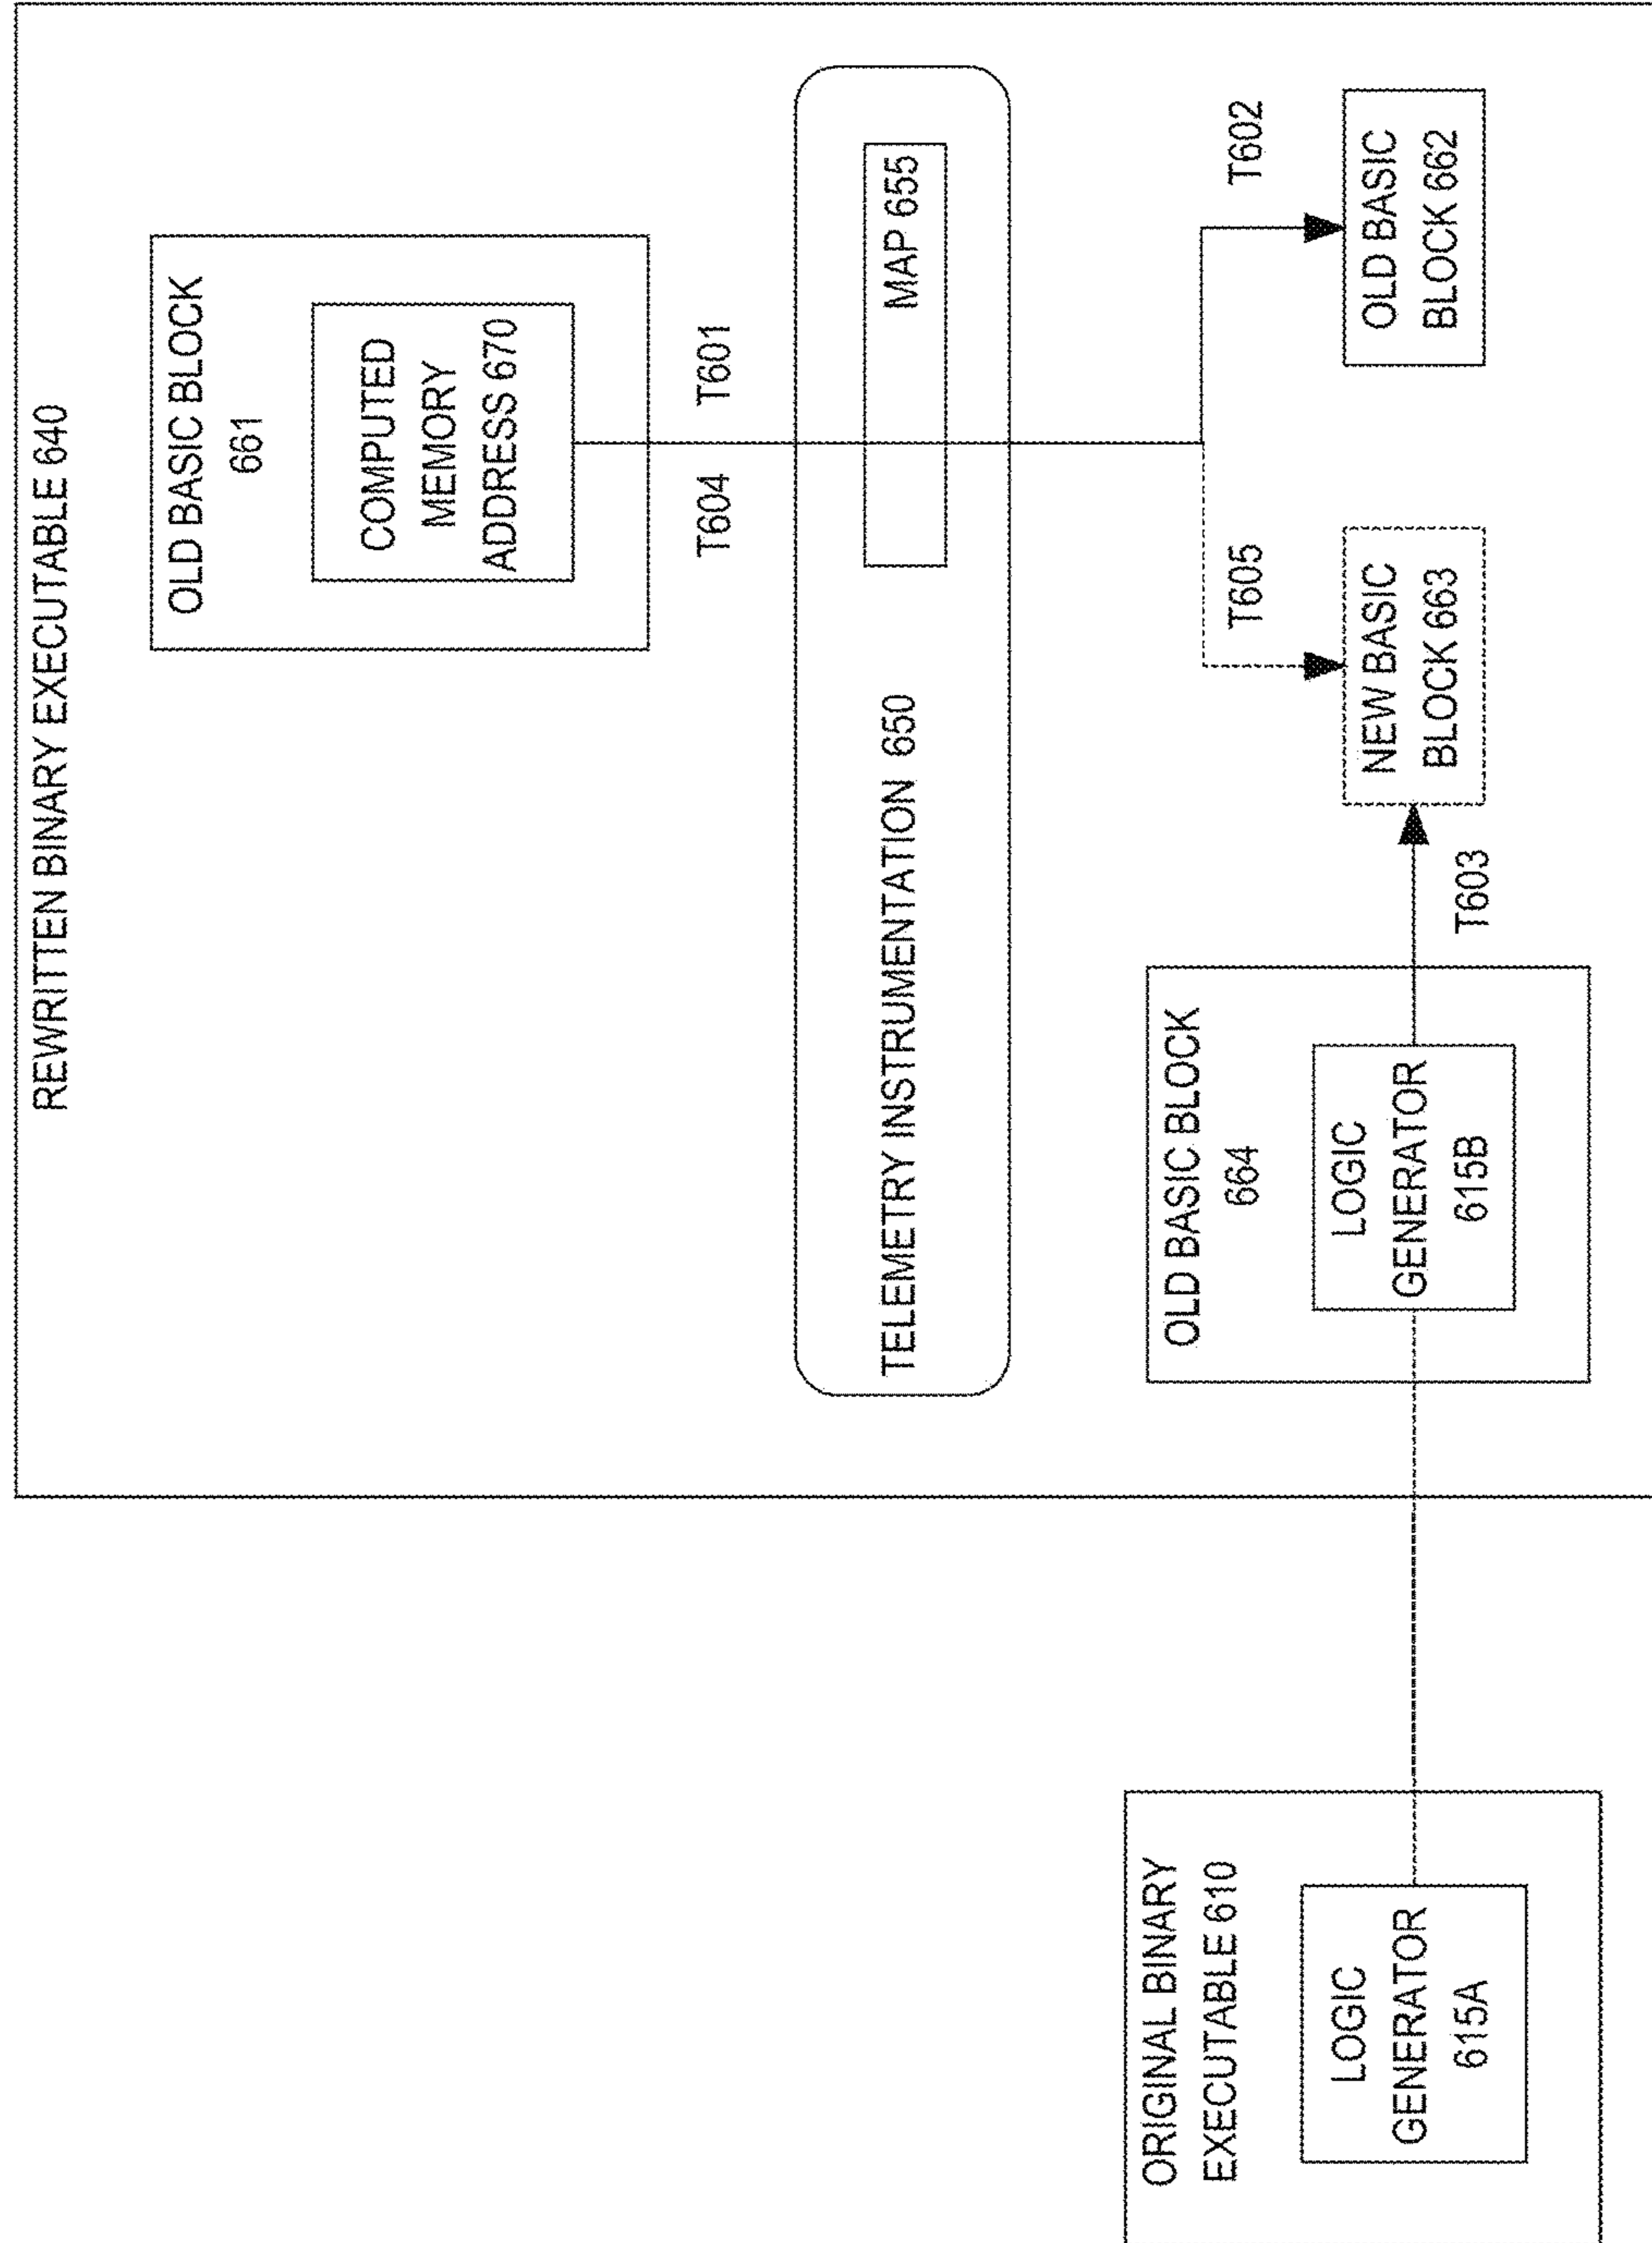 REWRITTEN BINARY EXECUTABLE 640
OLD BASIC BLOCK
661
COMPUTED
MEMORY
ADDRESS 670
T604
T601
TELEMETRY INSTRUMENTATION 650
MAP 655
T605
T602
OLD BASIC BLOCK
664
LOGIC
GENERATOR
615B
T603
NEW BASIC
BLOCK 663
OLD BASIC
BLOCK 662
ORIGINAL BINARY
EXECUTABLE 610
LOGIC
GENERATOR
615A